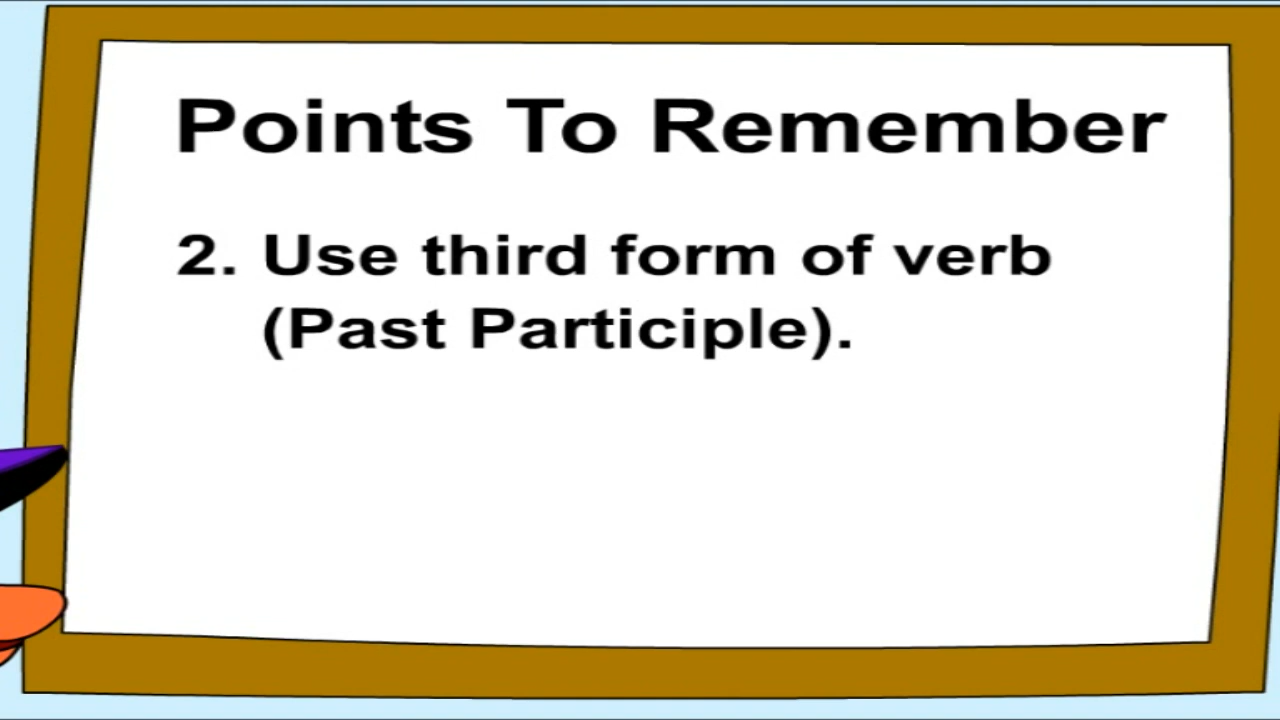 Points To Remember
2. Use third form of verb
(Past Participle).